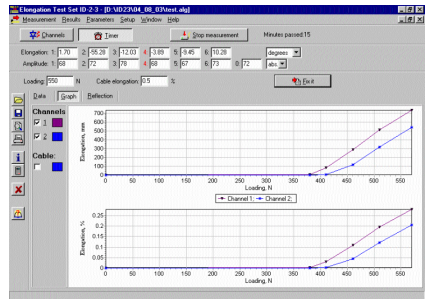 Elongation Test Set ID-2-3 - [D:\ID23\04_08_03\test.alg]
Measurement Results Parameters Setup Window Help
Channels Timer Stop measurement Minutes passed:15
Elongation: 1: 1.70 2: -55.28 3: -12.03 4: -3.89 5: -9.45 6: 10.28 degrees
Amplitude: 1: 68 2: 72 3: 78 4: 68 5: 67 6: 73 0: 72 abs
Loading: 550 N Cable elongation: 0.5 % Fix it
Data Graph Reflection
Channels
1
2
Cable:
Elongation, mm
700
600
500
400
300
200
100
0
0 50 100 150 200 250 300 350 400 450 500 550
Loading, N
Channel 1; Channel 2;
Elongation, %
0.25
0.2
0.15
0.1
0.05
0
0 50 100 150 200 250 300 350 400 450 500 550
Loading, N